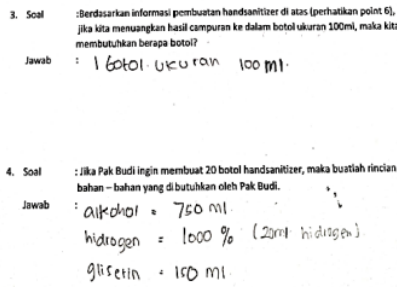 3. Soal :Berdasarkan informasi pembuatan handsanitizer di atas (perhatikan point 6),
jika kita menuangkan hasil campuran ke dalam botol ukuran 100ml, maka kita
membutuhkan berapa botol?
Jawab : 1 botol ukuran 100 ml.
4. Soal : Jika Pak Budi ingin membuat 20 botol handsanitizer, maka buatlah rincian
bahan – bahan yang dibutuhkan oleh Pak Budi.
Jawab : alkohol = 750 ml
hidrogen = 1000 % (20ml hidrogen)
gliserin = 150 ml